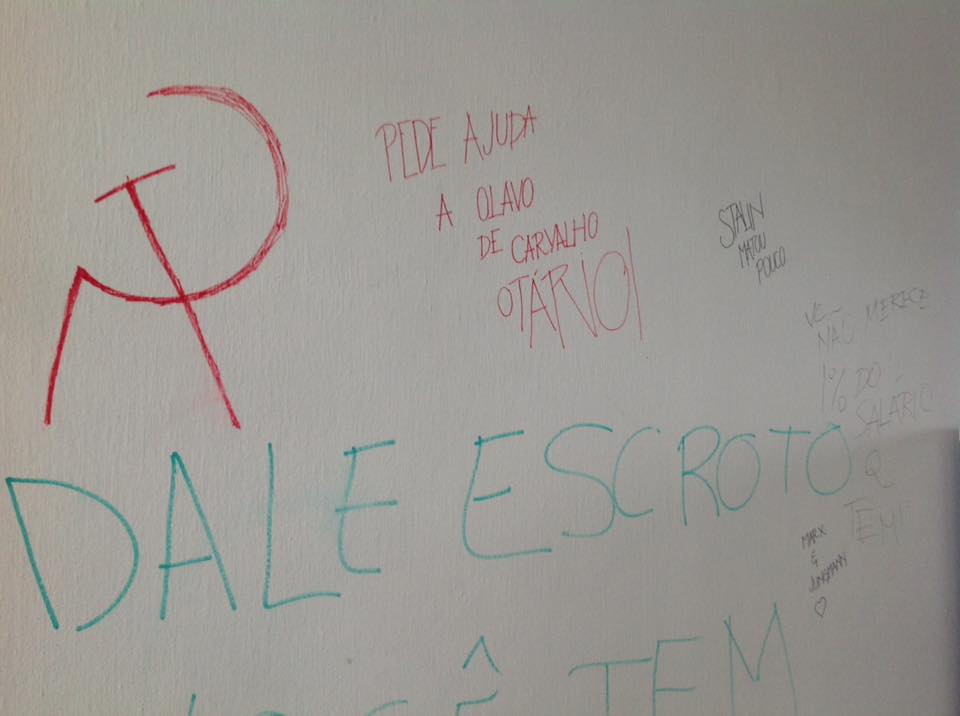 PEDE AJUDA
A OLAVO
DE CARVALHO
OTÁRIO!
STALIN
MATOU
POUCO
NÃO MERECE
1% DO
SALÁRIO
Q
TEM!
DALE ESCROTO
MARX
E
JUNGMANN
♡
VOCÊ TEM